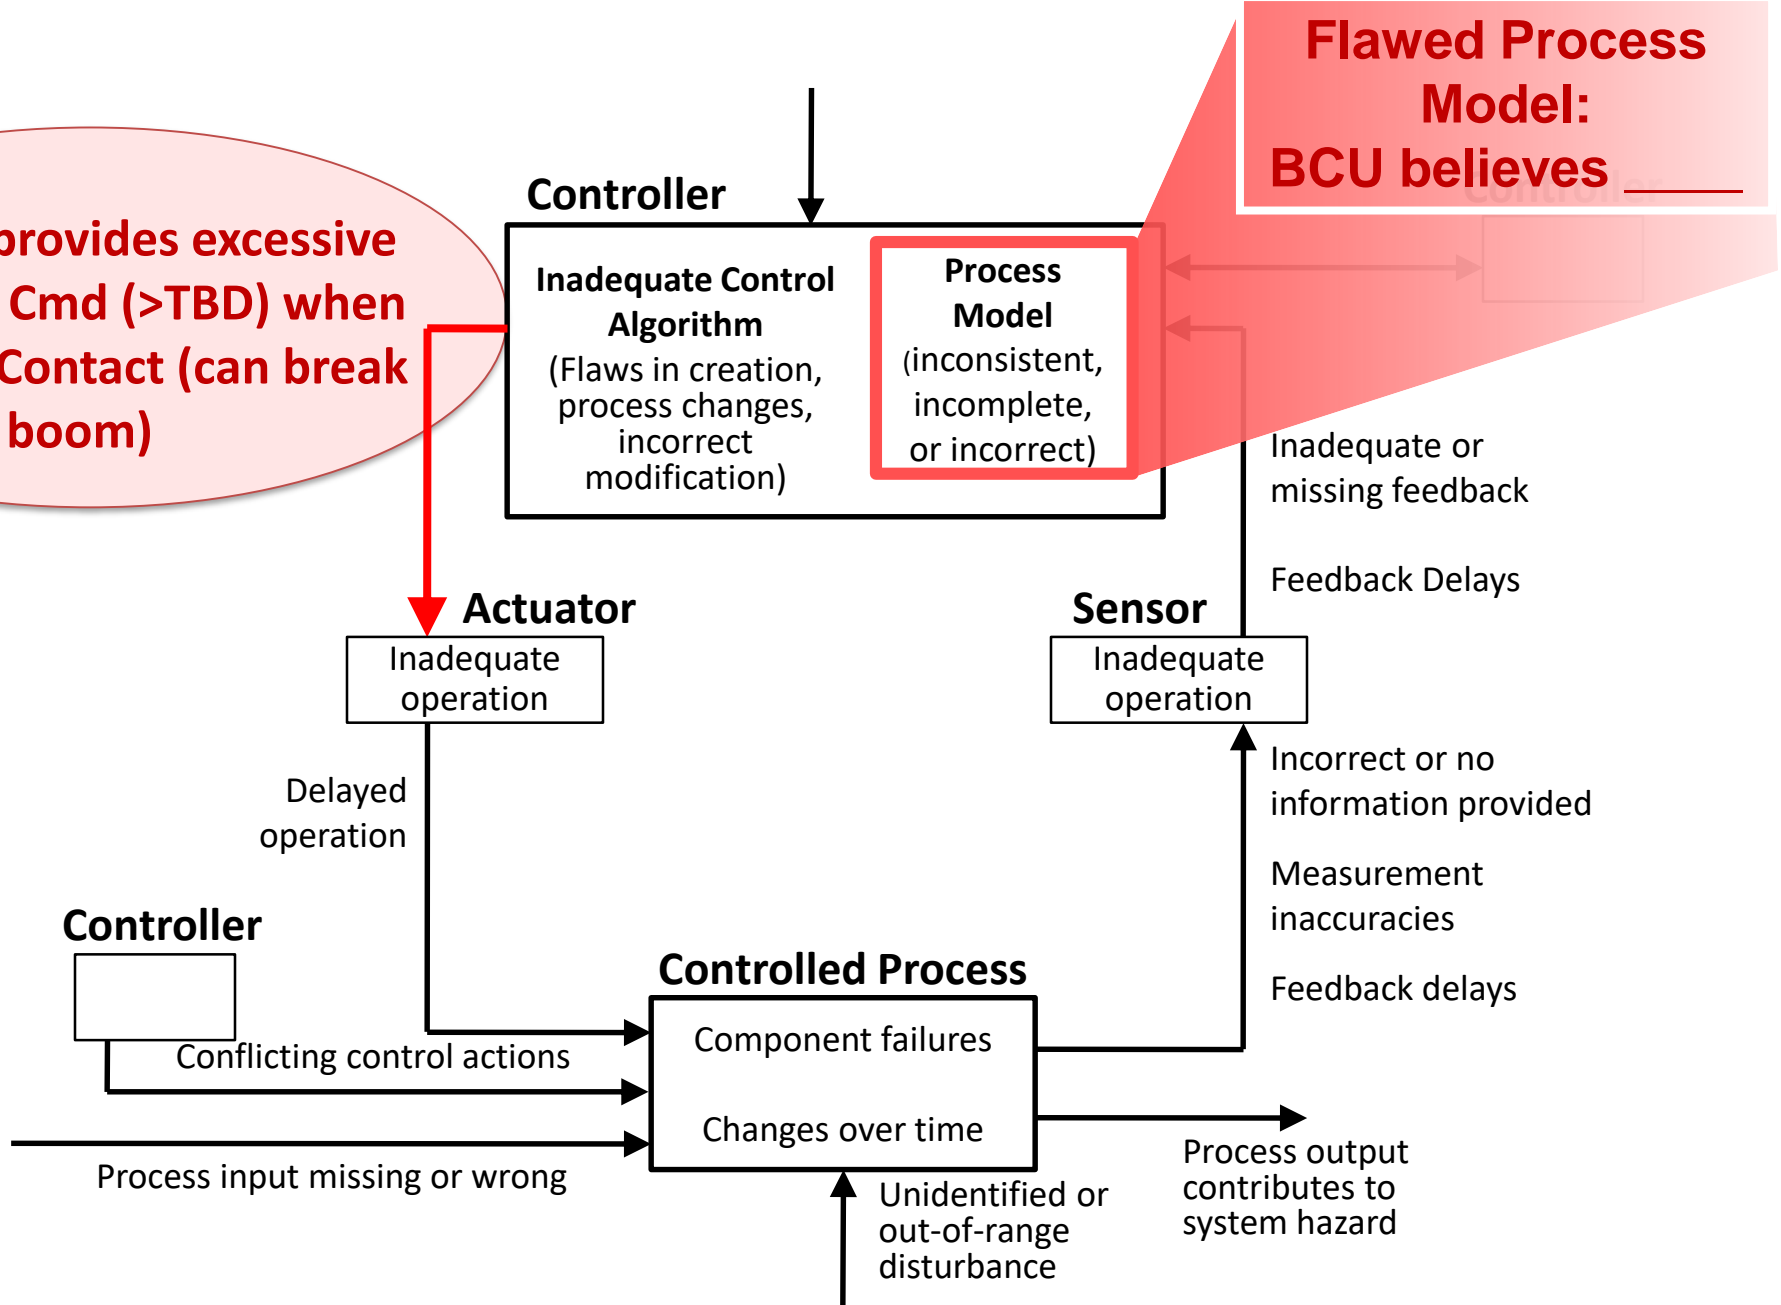 Flawed Process
Model:
BCU believes _____
Controller
Controller
provides excessive
Cmd (>TBD) when
Contact (can break
boom)
Inadequate Control
Algorithm
(Flaws in creation,
process changes,
incorrect
modification)
Process
Model
(inconsistent,
incomplete,
or incorrect)
Inadequate or
missing feedback
Feedback Delays
Actuator
Inadequate
operation
Sensor
Inadequate
operation
Delayed
operation
Incorrect or no
information provided
Measurement
inaccuracies
Feedback delays
Controller
Controlled Process
Component failures
Changes over time
Conflicting control actions
Process input missing or wrong
Unidentified or
out-of-range
disturbance
Process output
contributes to
system hazard